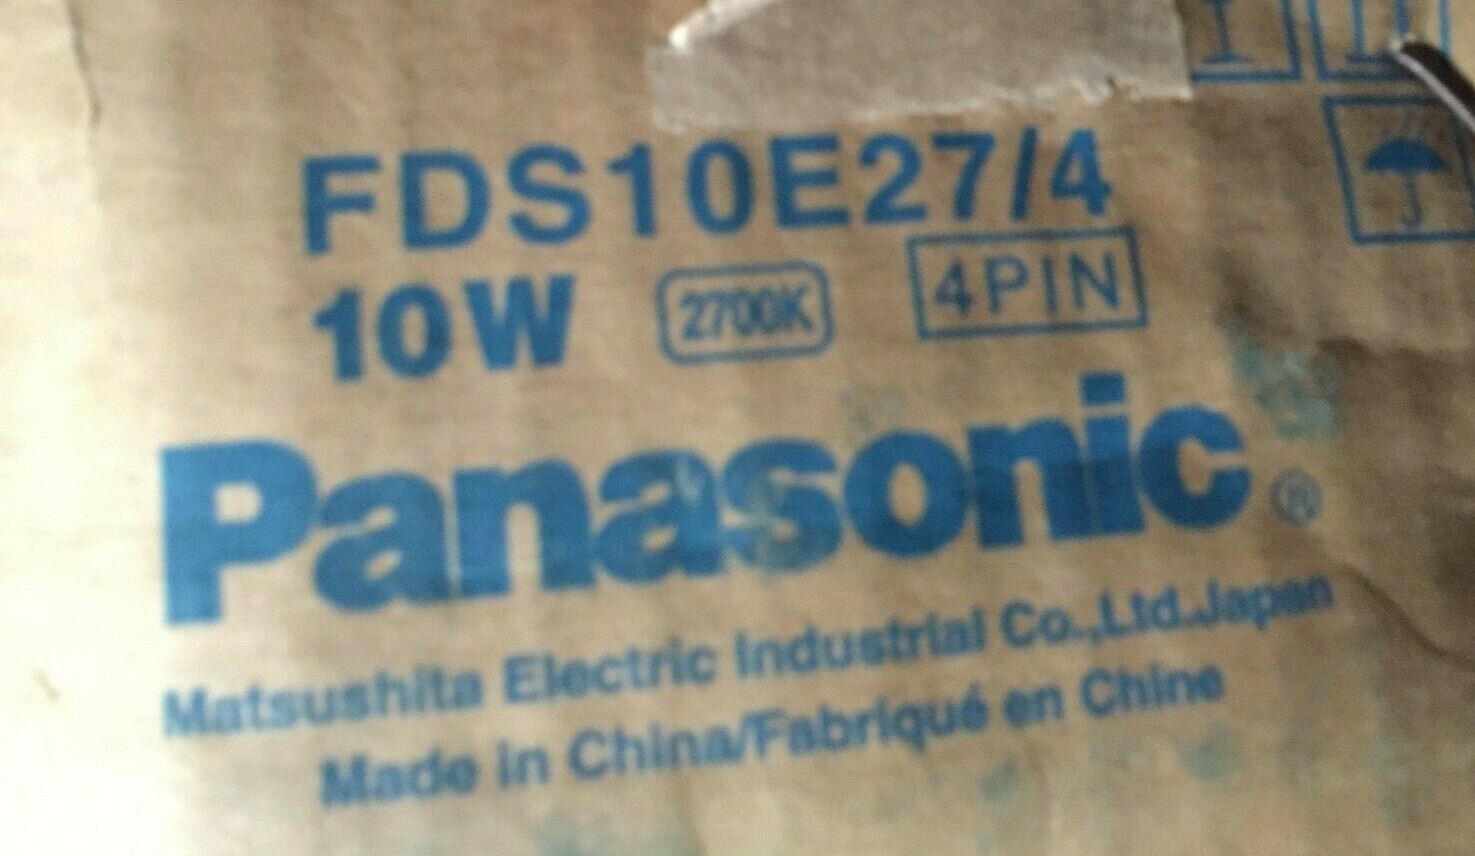 FDS10E27/4
10W 2700K 4PIN
Panasonic®
Matsushita Electric Industrial Co.,Ltd.Japan
Made in China/Fabriqué en Chine